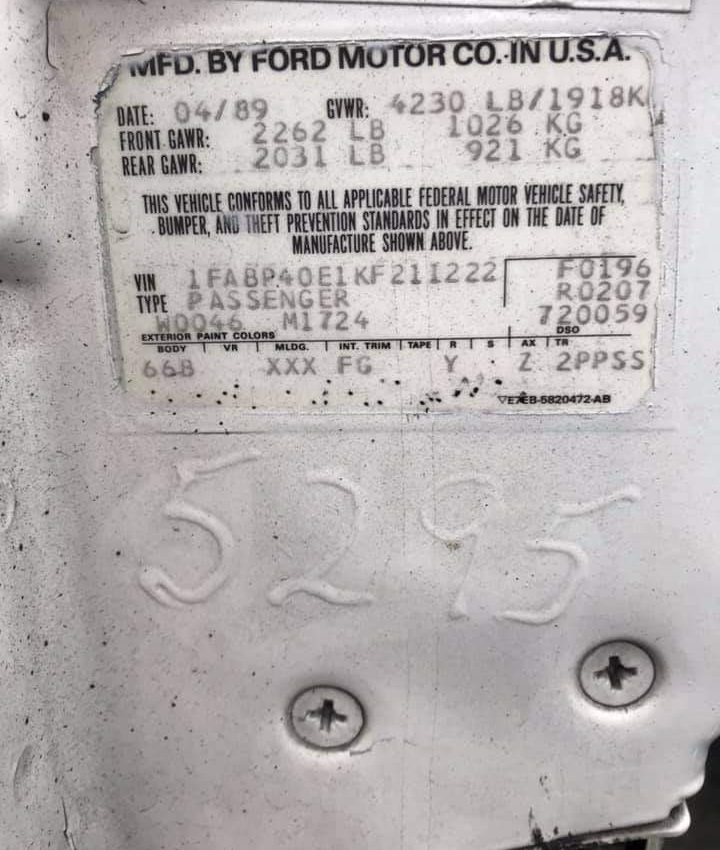 MFD. BY FORD MOTOR CO. IN U.S.A.
DATE: 04/89 GVWR: 4230 LB/1918K
FRONT GAWR: 2262 LB 1026 KG
REAR GAWR: 2031 LB 921 KG
THIS VEHICLE CONFORMS TO ALL APPLICABLE FEDERAL MOTOR VEHICLE SAFETY,
BUMPER, AND THEFT PREVENTION STANDARDS IN EFFECT ON THE DATE OF
MANUFACTURE SHOWN ABOVE.
VIN 1FABP40E1KF211222 F0196
TYPE PASSENGER R0207
W0046 M1724 720059
EXTERIOR PAINT COLORS DSO
BODY VR MLDG. INT. TRIM TAPE R S AX TR
668 XXX FG Y Z 2PPSS
VE7EB-5820472-AB
5295